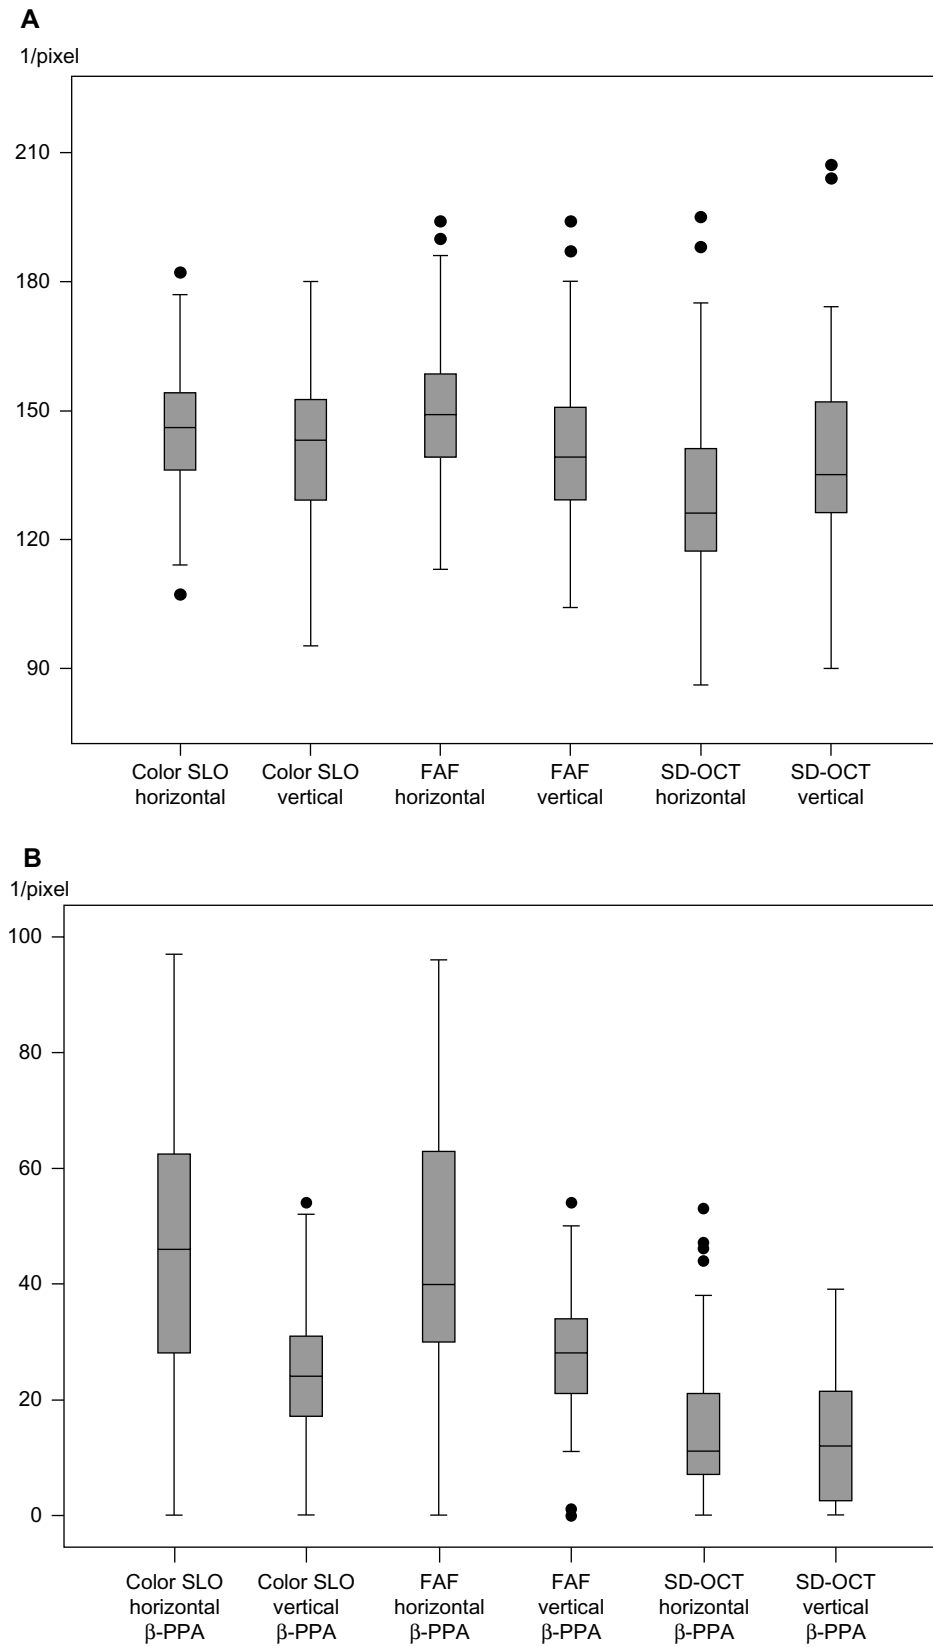 A
1/pixel
210
180
150
120
90
Color SLO horizontal
Color SLO vertical
FAF horizontal
FAF vertical
SD-OCT horizontal
SD-OCT vertical
B
1/pixel
100
80
60
40
20
0
Color SLO horizontal β-PPA
Color SLO vertical β-PPA
FAF horizontal β-PPA
FAF vertical β-PPA
SD-OCT horizontal β-PPA
SD-OCT vertical β-PPA